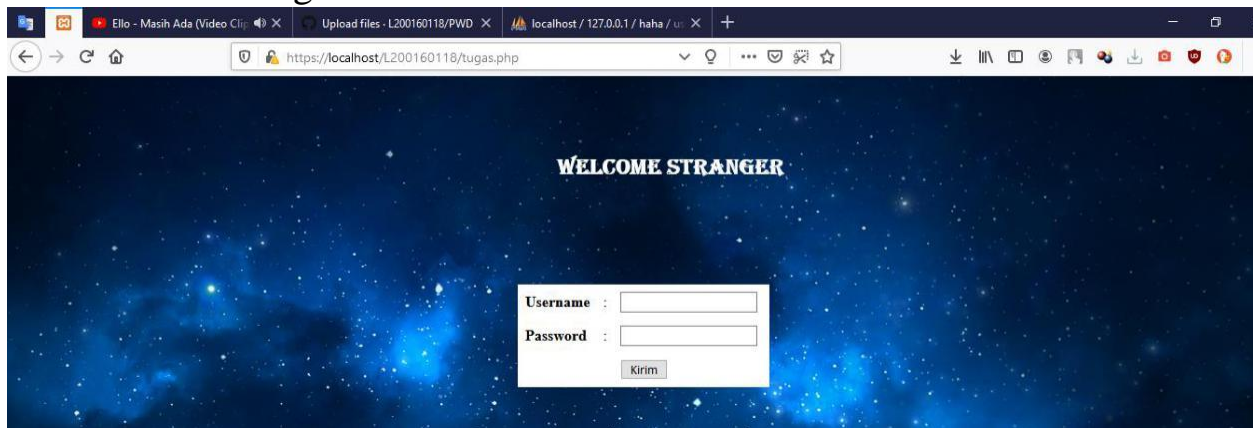 Ello - Masih Ada (Video Clip
Upload files · L200160118/PWD
localhost / 127.0.0.1 / haha / us
https://localhost/L200160118/tugas.php
WELCOME STRANGER
Username :
Password :
Kirim